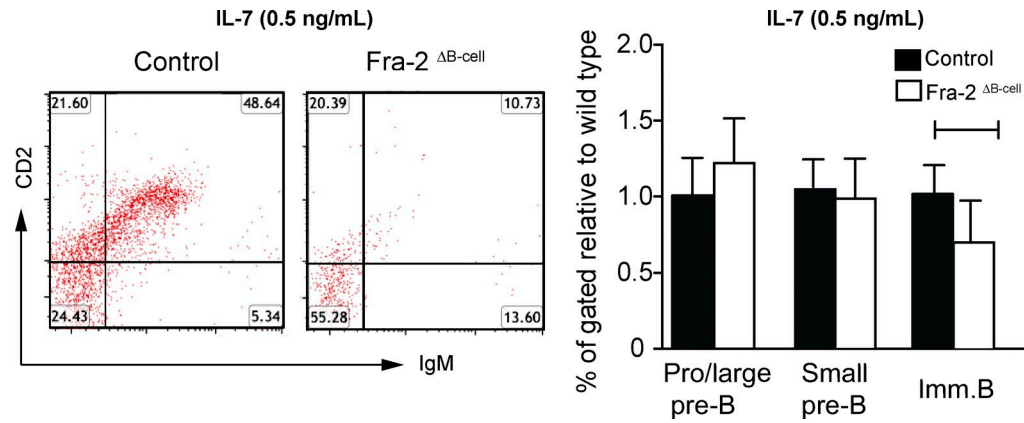 IL-7 (0.5 ng/mL)
Control
Fra-2 ΔB-cell
21.60
48.64
24.43
5.34
20.39
10.73
55.28
13.60
CD2
IgM
IL-7 (0.5 ng/mL)
% of gated relative to wild type
2.0
1.5
1.0
0.5
0
Control
Fra-2 ΔB-cell
Pro/large
pre-B
Small
pre-B
Imm.B